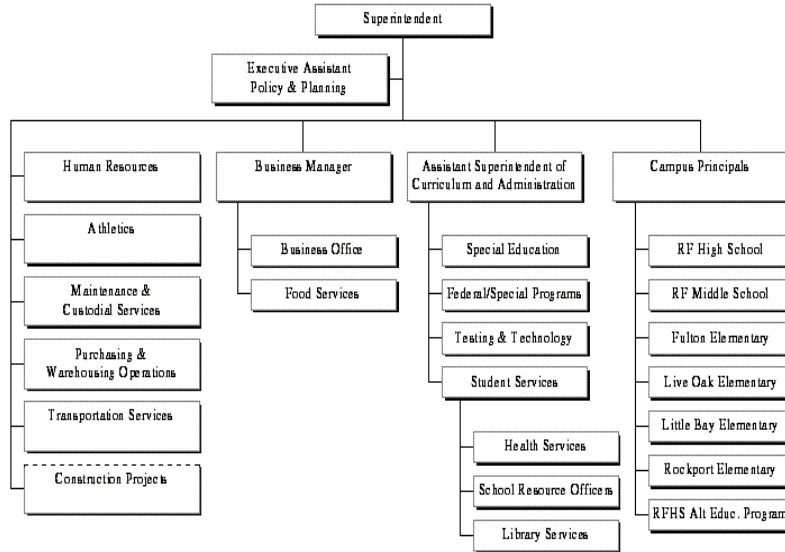 Superintendent
Executive Assistant
Policy & Planning
Human Resources
Athletics
Maintenance &
Custodial Services
Purchasing &
Warehousing Operations
Transportation Services
Construction Projects
Business Manager
Business Office
Food Services
Assistant Superintendent of
Curriculum and Administration
Special Education
Federal/Special Programs
Testing & Technology
Student Services
Health Services
School Resource Officers
Library Services
Campus Principals
RF High School
RF Middle School
Fulton Elementary
Live Oak Elementary
Little Bay Elementary
Rockport Elementary
RFHS Alt Educ. Program